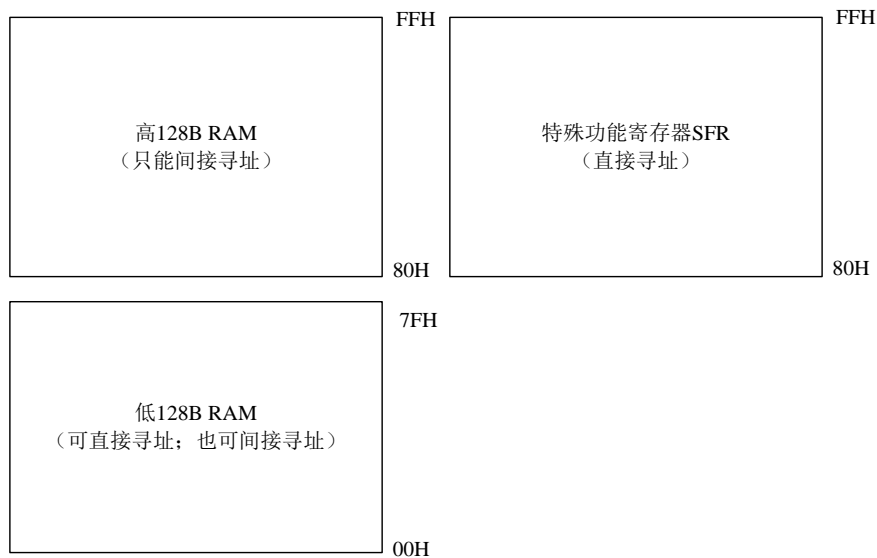 FFH
高128B RAM
（只能间接寻址）
80H
FFH
特殊功能寄存器SFR
（直接寻址）
80H
7FH
低128B RAM
（可直接寻址；也可间接寻址）
00H